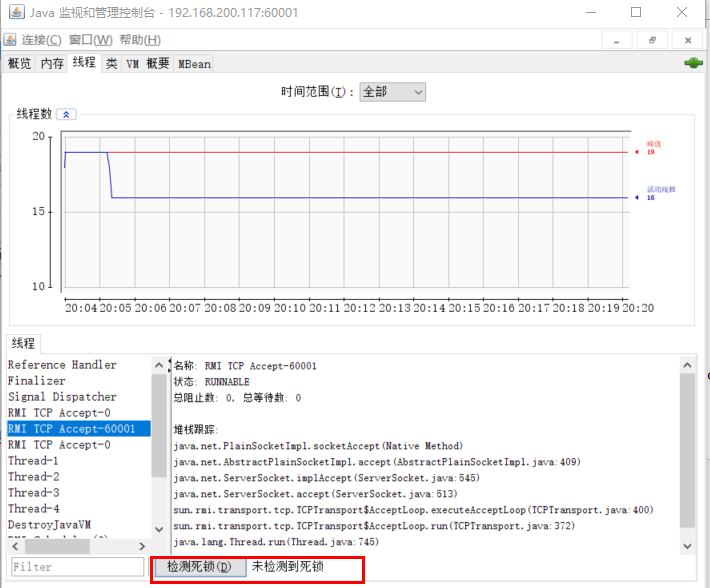 Java 监视和管理控制台 - 192.168.200.117:60001
连接(C) 窗口(W) 帮助(H)
概览 内存 线程 类 VM 概要 MBean
时间范围(I): 全部
线程数
20
15
10
峰值
19
活动线程
16
20:04 20:05 20:06 20:07 20:08 20:09 20:10 20:11 20:12 20:13 20:14 20:15 20:16 20:17 20:18 20:19 20:20
线程
Reference Handler
Finalizer
Signal Dispatcher
RMI TCP Accept-0
RMI TCP Accept-60001
RMI TCP Accept-0
Thread-1
Thread-2
Thread-3
Thread-4
DestroyJavaVM
名称: RMI TCP Accept-60001
状态: RUNNABLE
总阻止数: 0, 总等待数: 0
堆栈跟踪:
java.net.PlainSocketImpl.socketAccept(Native Method)
java.net.AbstractPlainSocketImpl.accept(AbstractPlainSocketImpl.java:409)
java.net.ServerSocket.implAccept(ServerSocket.java:545)
java.net.ServerSocket.accept(ServerSocket.java:513)
sun.rmi.transport.tcp.TCPTransport$AcceptLoop.executeAcceptLoop(TCPTransport.java:400)
sun.rmi.transport.tcp.TCPTransport$AcceptLoop.run(TCPTransport.java:372)
java.lang.Thread.run(Thread.java:745)
Filter
检测死锁(D) 未检测到死锁